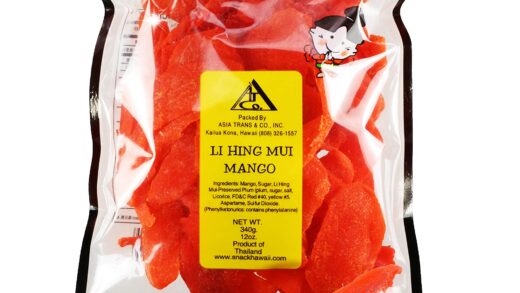 A Tr
Co.
Packed By
ASIA TRANS & CO., INC.
Kailua Kona, Hawaii (808) 326-1557
LI HING MUI
MANGO
Ingredients: Mango, Sugar, Li Hing
Mui-Preserved Plum (plum, sugar, salt,
Licorice, FD&C Red #40, yellow #5,
Aspartame, Sulfur Dioxide.
(Phenylketonurics: contains phenylalanine)
NET WT.
340g.
12oz.
Product of
Thailand
www.snackhawaii.com